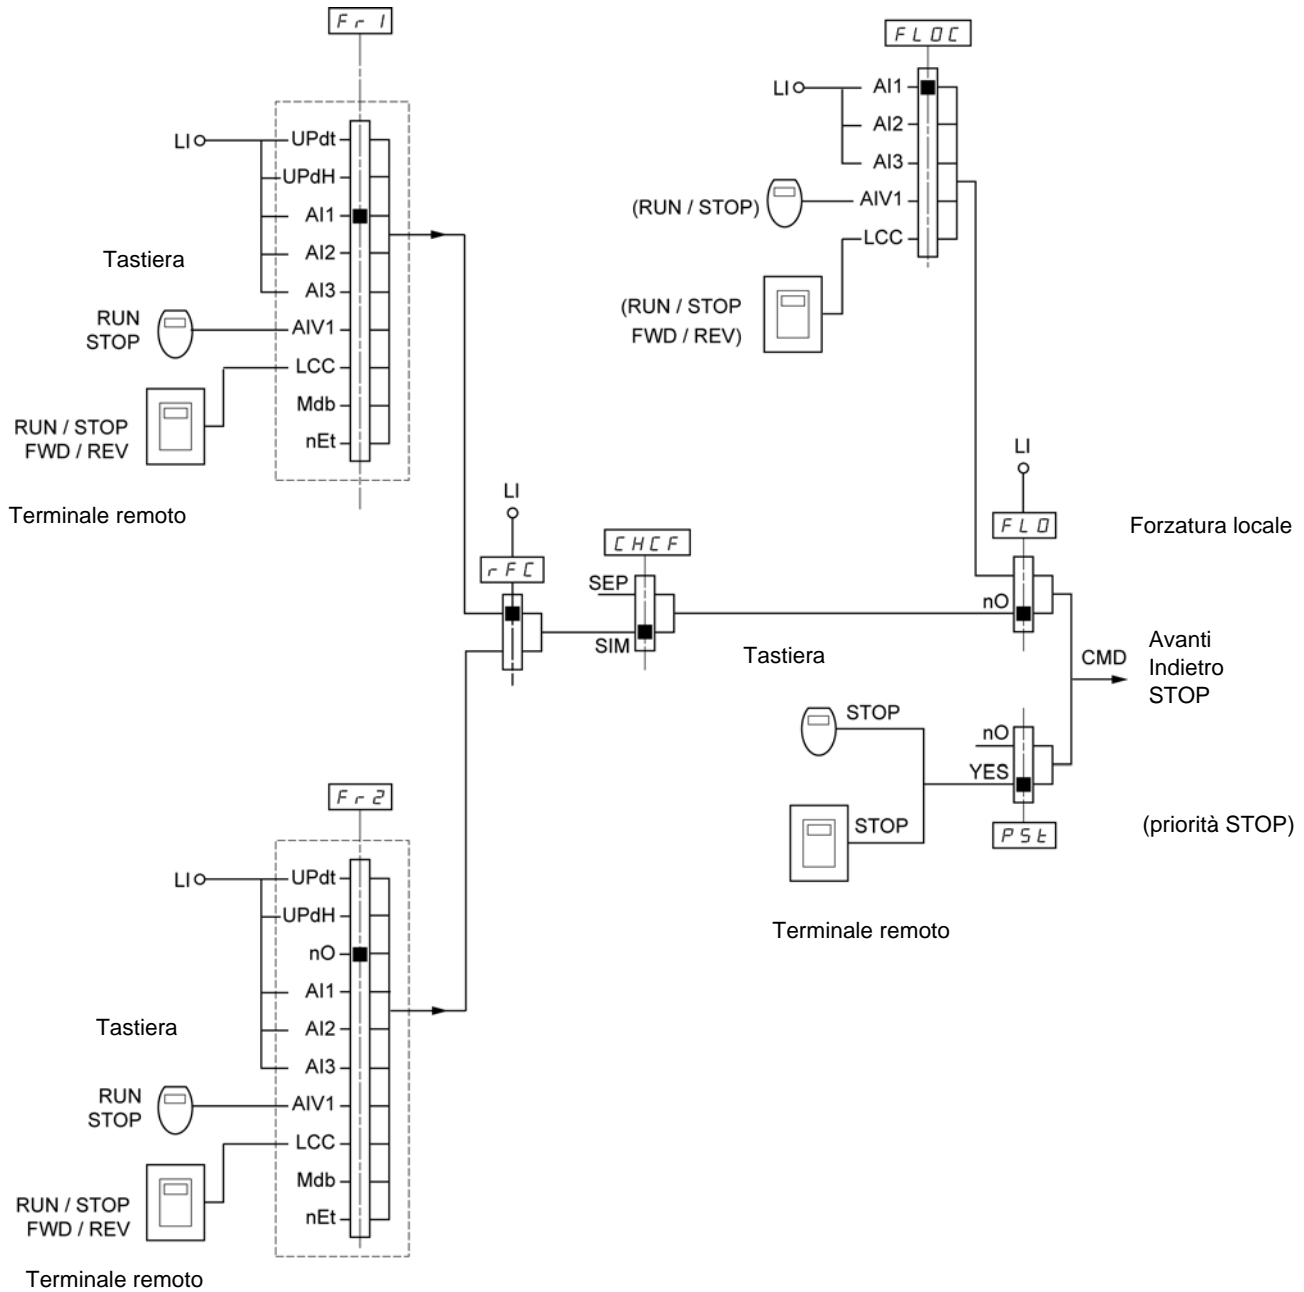 Fr1
LI
UPdt
UPdH
AI1
AI2
AI3
AIV1
LCC
Mdb
nEt
Tastiera
RUN
STOP
RUN / STOP
FWD / REV
Terminale remoto
FLOC
LI
AI1
AI2
AI3
AIV1
LCC
(RUN / STOP)
(RUN / STOP
FWD / REV)
LI
rFC
CHCF
SEP
SIM
LI
FLO
nO
Forzatura locale
CMD
Avanti
Indietro
STOP
Tastiera
STOP
STOP
nO
YES
PSt
(priorità STOP)
Terminale remoto
Fr2
LI
UPdt
UPdH
nO
AI1
AI2
AI3
AIV1
LCC
Mdb
nEt
Tastiera
RUN
STOP
RUN / STOP
FWD / REV
Terminale remoto